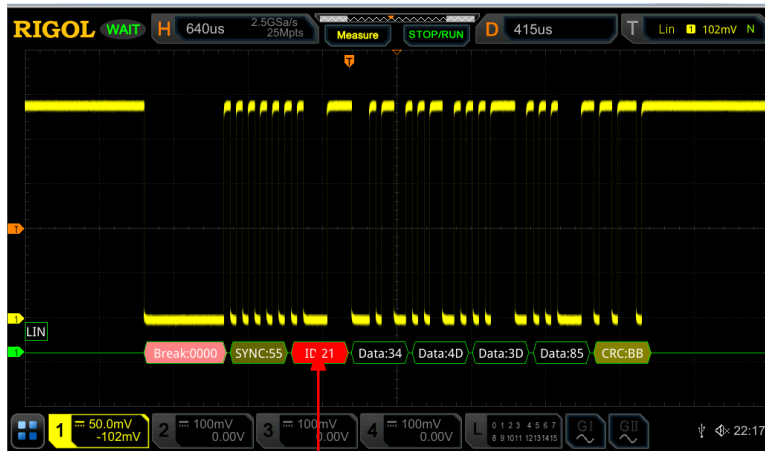 RIGOL WAIT H 640us 2.5GSa/s 25Mpts Measure STOP/RUN D 415us T Lin 1 102mV N
T
T
1
LIN
1 Break:0000 SYNC:55 ID:21 Data:34 Data:4D Data:3D Data:85 CRC:BB
1 50.0mV -102mV 2 100mV 0.00V 3 100mV 0.00V 4 100mV 0.00V L 0 1 2 3 4 5 6 7 8 9 10 11 12 13 14 15 GI GII 22:17